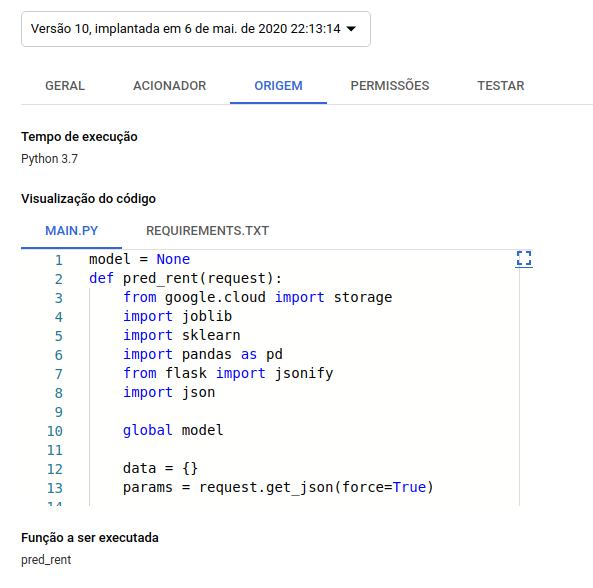 Versão 10, implantada em 6 de mai. de 2020 22:13:14
GERAL ACIONADOR ORIGEM PERMISSÕES TESTAR
Tempo de execução
Python 3.7
Visualização do código
MAIN.PY REQUIREMENTS.TXT
1 model = None
2 def pred_rent(request):
3     from google.cloud import storage
4     import joblib
5     import sklearn
6     import pandas as pd
7     from flask import jsonify
8     import json
9
10     global model
11
12     data = {}
13     params = request.get_json(force=True)
14
Função a ser executada
pred_rent